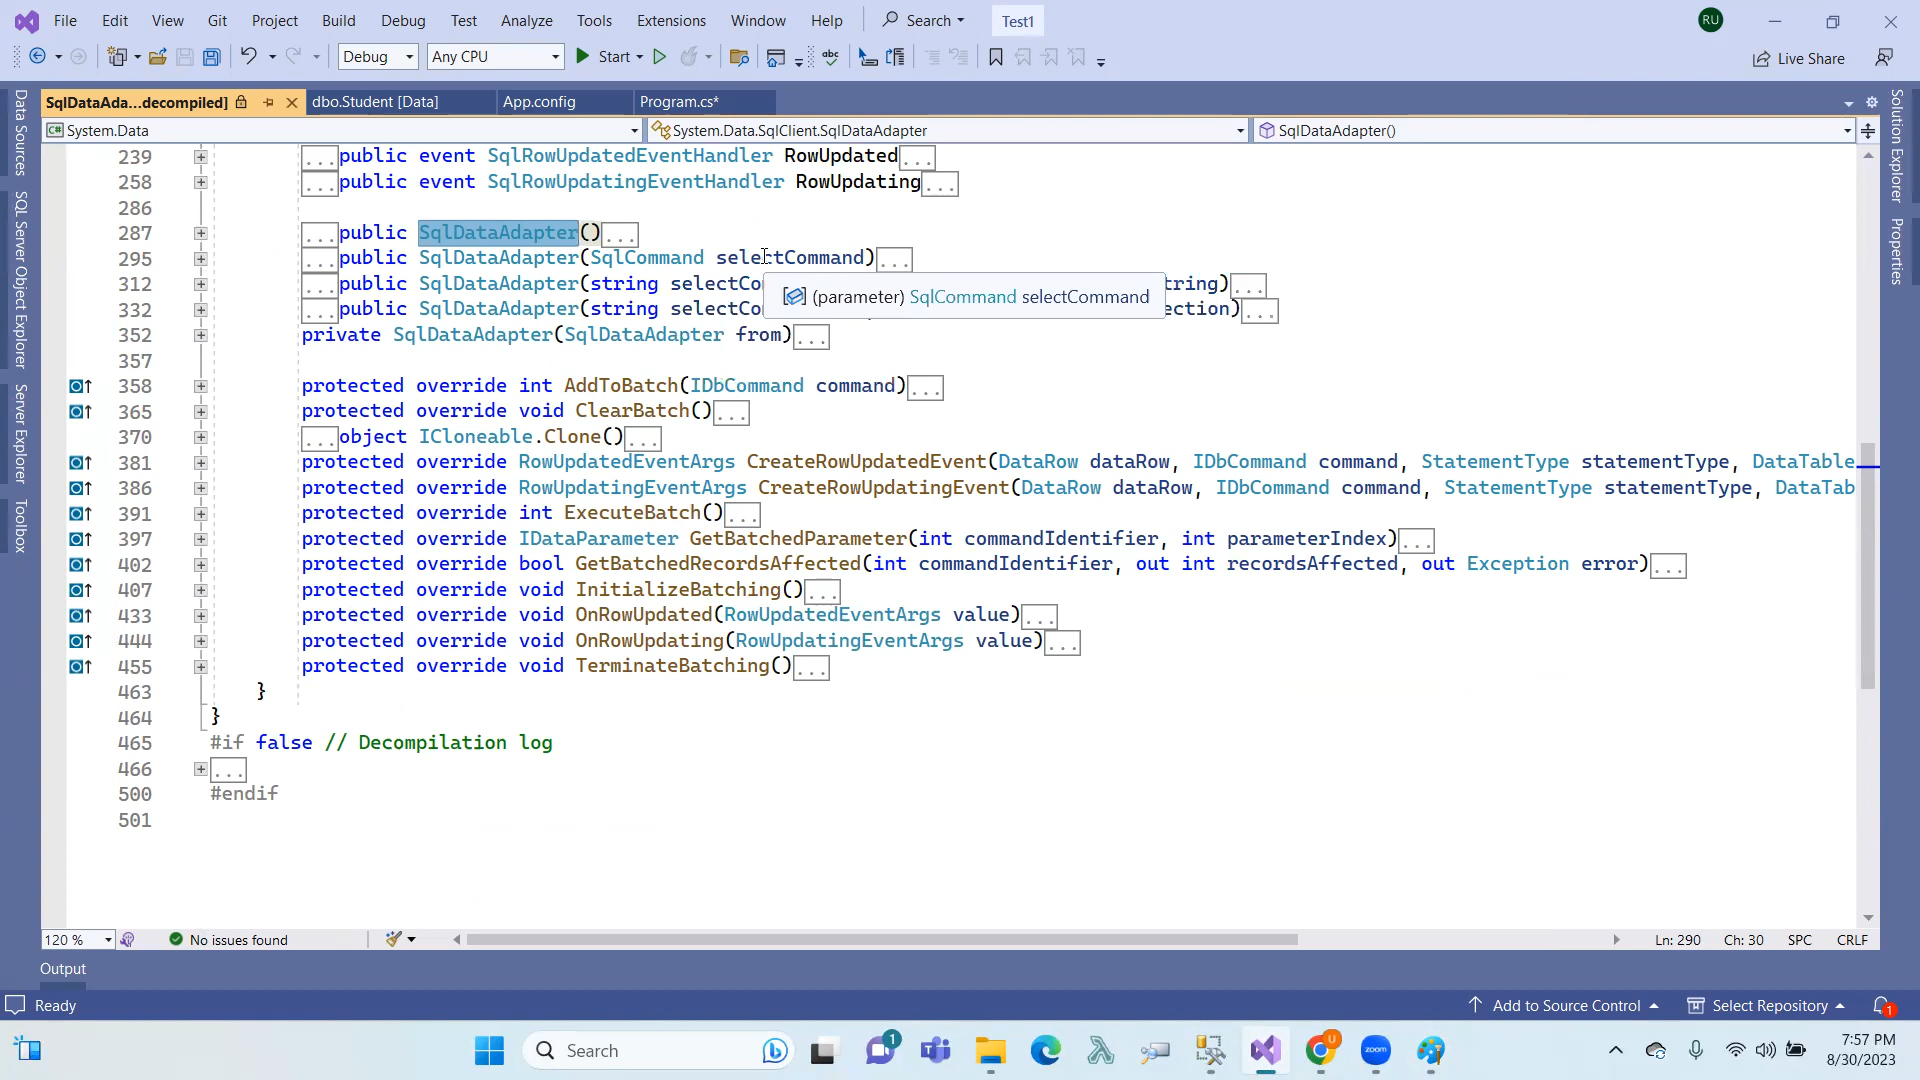 File Edit View Git Project Build Debug Test Analyze Tools Extensions Window Help Search Test1 RU
Debug Any CPU Start Live Share
SqlDataAda...decompiled] dbo.Student [Data] App.config Program.cs*
System.Data System.Data.SqlClient.SqlDataAdapter SqlDataAdapter()
Data Sources
SQL Server Object Explorer
Server Explorer
Toolbox
Solution Explorer
Properties
239 ...public event SqlRowUpdatedEventHandler RowUpdated...
258 ...public event SqlRowUpdatingEventHandler RowUpdating...
286
287 ...public SqlDataAdapter()...
295 ...public SqlDataAdapter(SqlCommand selectCommand)...
312 ...public SqlDataAdapter(string selectCo tring)...
332 ...public SqlDataAdapter(string selectCo ection)...
(parameter) SqlCommand selectCommand
352 private SqlDataAdapter(SqlDataAdapter from)...
357
358 protected override int AddToBatch(IDbCommand command)...
365 protected override void ClearBatch()...
370 ...object ICloneable.Clone()...
381 protected override RowUpdatedEventArgs CreateRowUpdatedEvent(DataRow dataRow, IDbCommand command, StatementType statementType, DataTable
386 protected override RowUpdatingEventArgs CreateRowUpdatingEvent(DataRow dataRow, IDbCommand command, StatementType statementType, DataTab
391 protected override int ExecuteBatch()...
397 protected override IDataParameter GetBatchedParameter(int commandIdentifier, int parameterIndex)...
402 protected override bool GetBatchedRecordsAffected(int commandIdentifier, out int recordsAffected, out Exception error)...
407 protected override void InitializeBatching()...
433 protected override void OnRowUpdated(RowUpdatedEventArgs value)...
444 protected override void OnRowUpdating(RowUpdatingEventArgs value)...
455 protected override void TerminateBatching()...
463 }
464 }
465 #if false // Decompilation log
466 ...
500 #endif
501
120 % No issues found Ln: 290 Ch: 30 SPC CRLF
Output
Ready Add to Source Control Select Repository 1
Search 1 zoom U 7:57 PM
8/30/2023